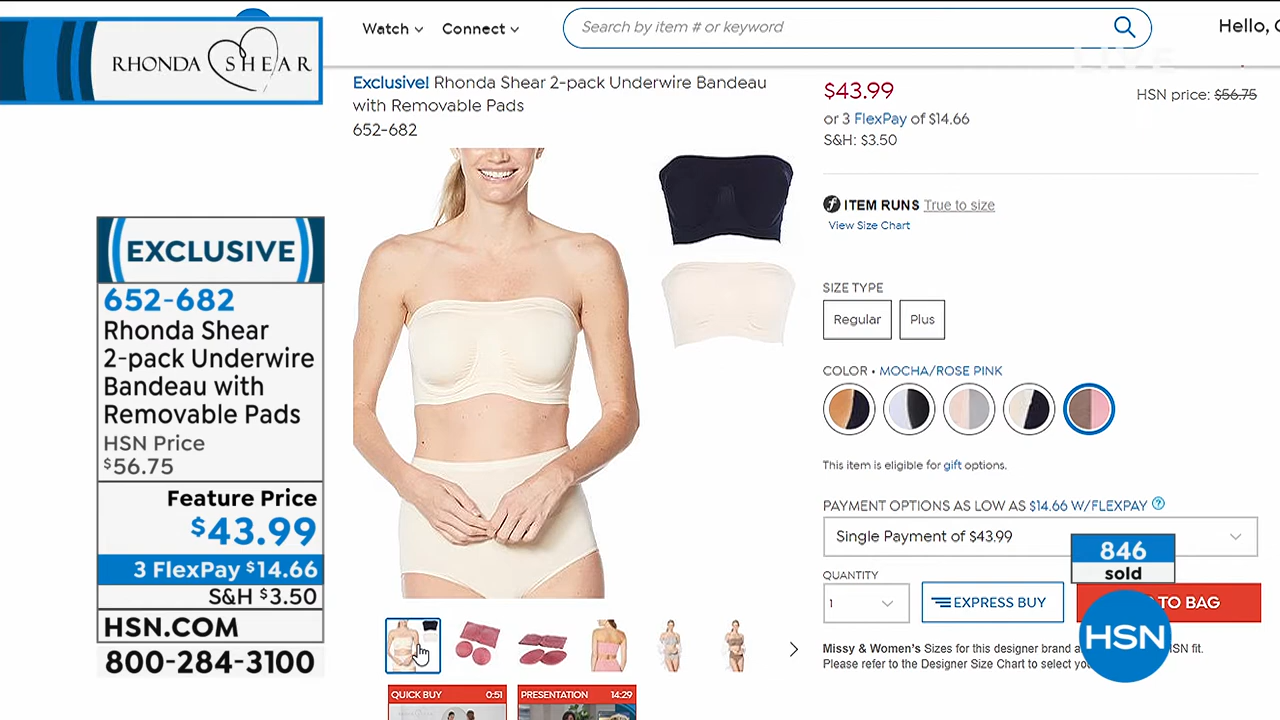 RHONDA SHEAR
Watch
Connect
Search by item # or keyword
Hello,
LIVE
Exclusive! Rhonda Shear 2-pack Underwire Bandeau
with Removable Pads
652-682
$43.99
HSN price: $56.75
or 3 FlexPay of $14.66
S&H: $3.50
ITEM RUNS True to size
View Size Chart
SIZE TYPE
Regular
Plus
COLOR • MOCHA/ROSE PINK
This item is eligible for gift options.
PAYMENT OPTIONS AS LOW AS $14.66 W/FLEXPAY ?
Single Payment of $43.99
QUANTITY
1
EXPRESS BUY
TO BAG
846
sold
HSN
Missy & Women's Sizes for this designer brand a
SN fit.
Please refer to the Designer Size Chart to select yo
EXCLUSIVE
652-682
Rhonda Shear
2-pack Underwire
Bandeau with
Removable Pads
HSN Price
$56.75
Feature Price
$43.99
3 FlexPay $14.66
S&H $3.50
HSN.COM
800-284-3100
QUICK BUY 0:51
PRESENTATION 14:29